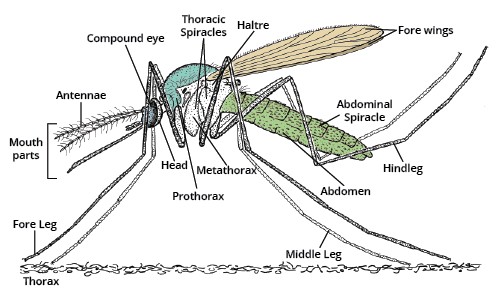 Thoracic
Spiracles
Haltre
Compound eye
Fore wings
Antennae
Abdominal
Spiracle
Mouth
parts
Head
Metathorax
Hindleg
Prothorax
Abdomen
Fore Leg
Middle Leg
Thorax